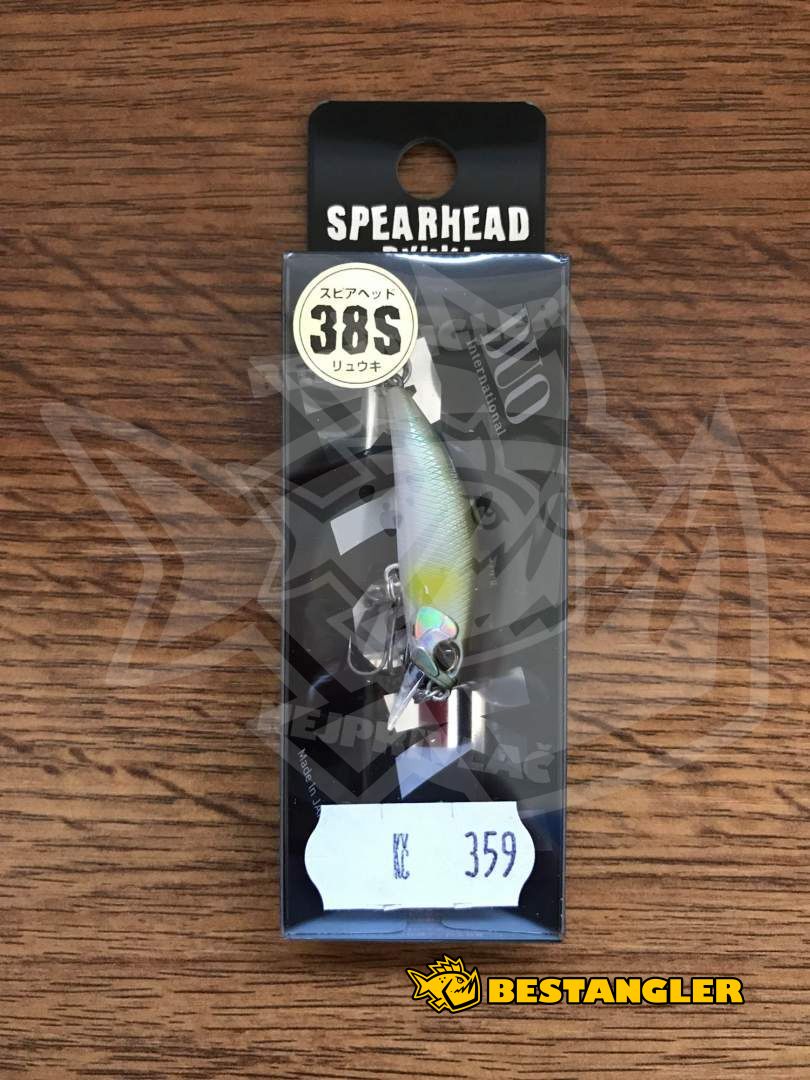 SPEARHEAD
スピアヘッド
38S
リュウキ
DUO
International
Made in JA
Kč 359
BESTANGLER